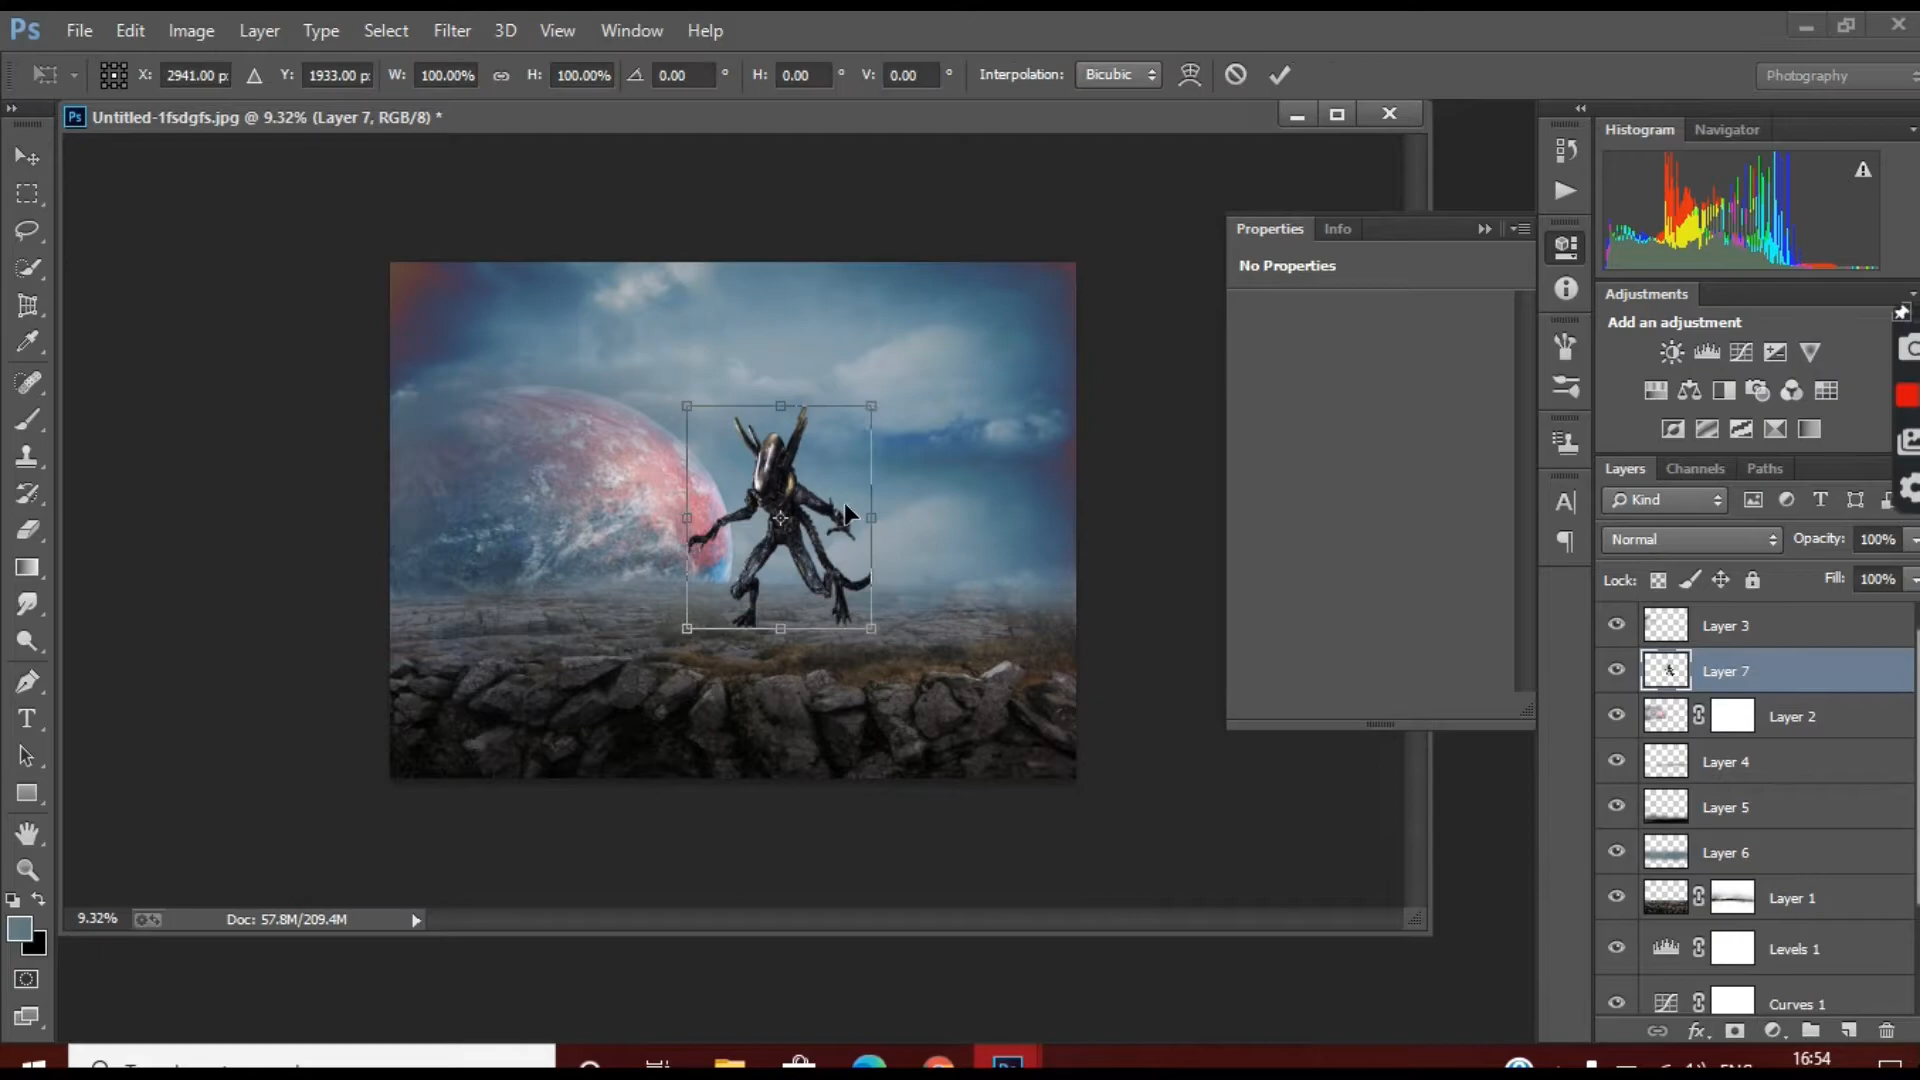 Ps File Edit Image Layer Type Select Filter 3D View Window Help
X: 2941.00 p Y: 1933.00 p W: 100.00% H: 100.00% 0.00 ° H: 0.00 ° V: 0.00 ° Interpolation: Bicubic Photography
Ps Untitled-1fsdgfs.jpg @ 9.32% (Layer 7, RGB/8) *
Histogram Navigator
Properties Info
No Properties
Adjustments
Add an adjustment
Layers Channels Paths
Kind T
A
Normal Opacity: 100%
Lock: Fill: 100%
Layer 3
Layer 7
Layer 2
Layer 4
Layer 5
Layer 6
Layer 1
Levels 1
Curves 1
T
9.32% Doc: 57.8M/209.4M
fx
16:54